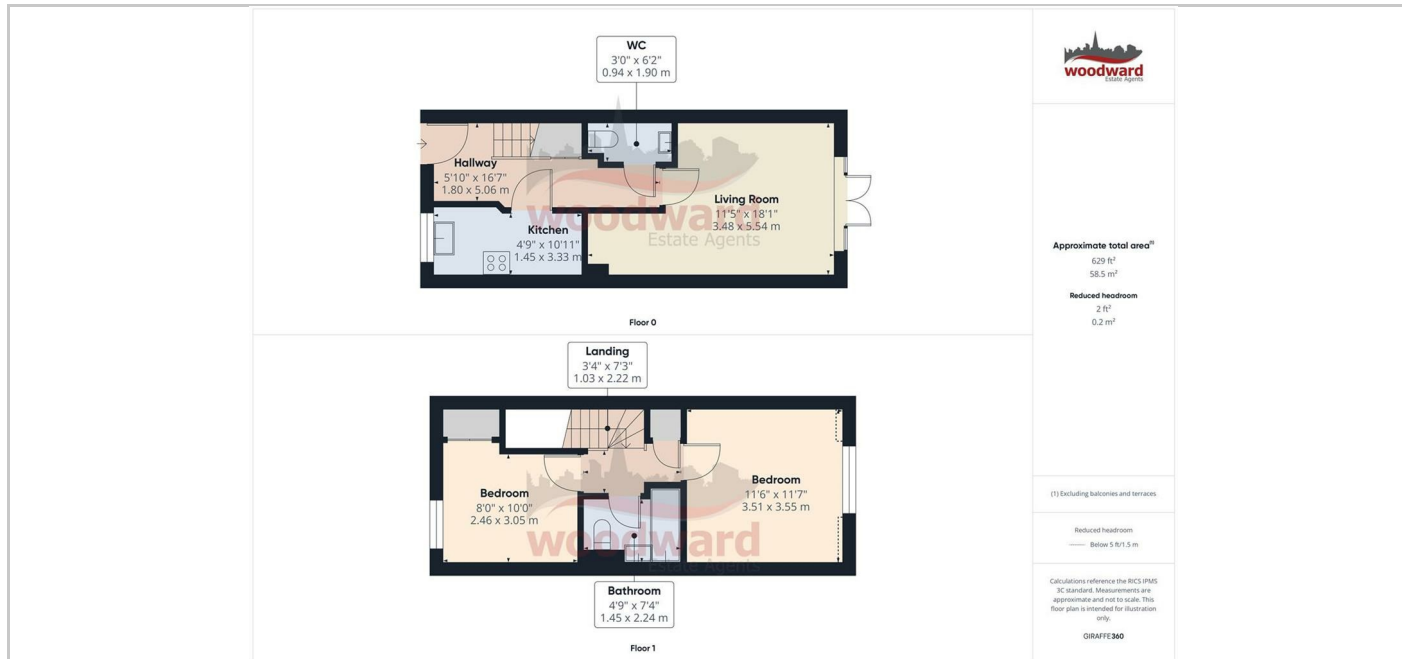 WC
3'0" x 6'2"
0.94 x 1.90 m
Hallway
5'10" x 16'7"
1.80 x 5.06 m
Living Room
11'5" x 18'1"
3.48 x 5.54 m
Kitchen
4'9" x 10'11"
1.45 x 3.33 m
woodward
Estate Agents
Floor 0
Landing
3'4" x 7'3"
1.03 x 2.22 m
Bedroom
8'0" x 10'0"
2.46 x 3.05 m
Bedroom
11'6" x 11'7"
3.51 x 3.55 m
woodward
Estate Agents
Bathroom
4'9" x 7'4"
1.45 x 2.24 m
Floor 1
woodward
Estate Agents
Approximate total area(1)
629 ft²
58.5 m²
Reduced headroom
2 ft²
0.2 m²
(1) Excluding balconies and terraces
Reduced headroom
Below 5 ft/1.5 m
Calculations reference the RICS IPMS
3C standard. Measurements are
approximate and not to scale. This
floor plan is intended for illustration
only.
GIRAFFE360